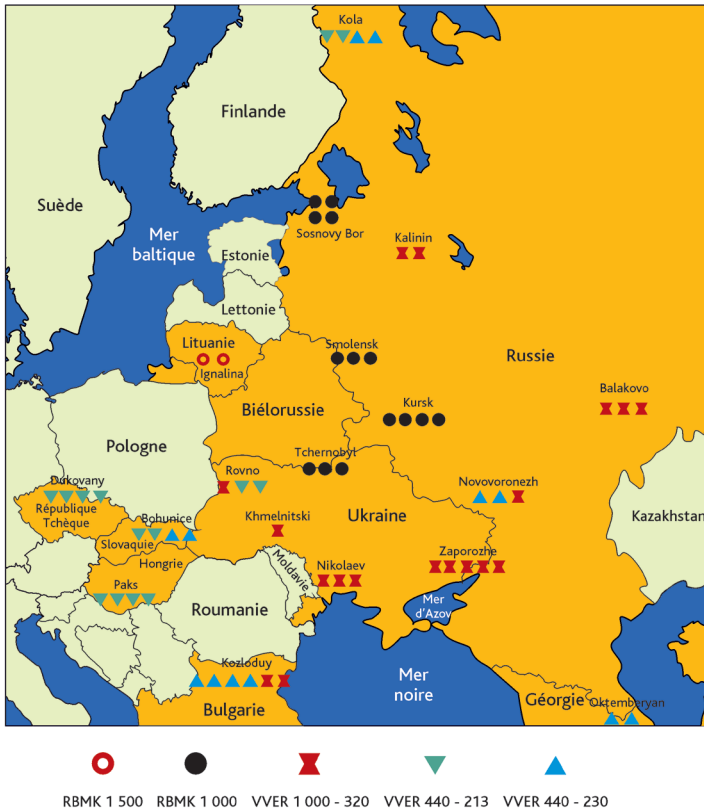 Kola
Finlande
Suède
Sosnovy Bor
Mer
baltique
Kalinin
Estonie
Lettonie
Lituanie
Smolensk
Russie
Ignalina
Balakovo
Kursk
Biélorussie
Pologne
Tchernobyl
Rovno
Dukovany
Novovoronezh
République
Tchèque
Bohunice
Khmelnitski
Ukraine
Kazakhstan
Slovaquie
Zaporozhe
Hongrie
Moldavie
Nikolaev
Paks
Roumanie
Mer
d'Azov
Kozloduy
Mer
noire
Bulgarie
Géorgie
Oktemberyan
RBMK 1 500
RBMK 1 000
VVER 1 000 - 320
VVER 440 - 213
VVER 440 - 230